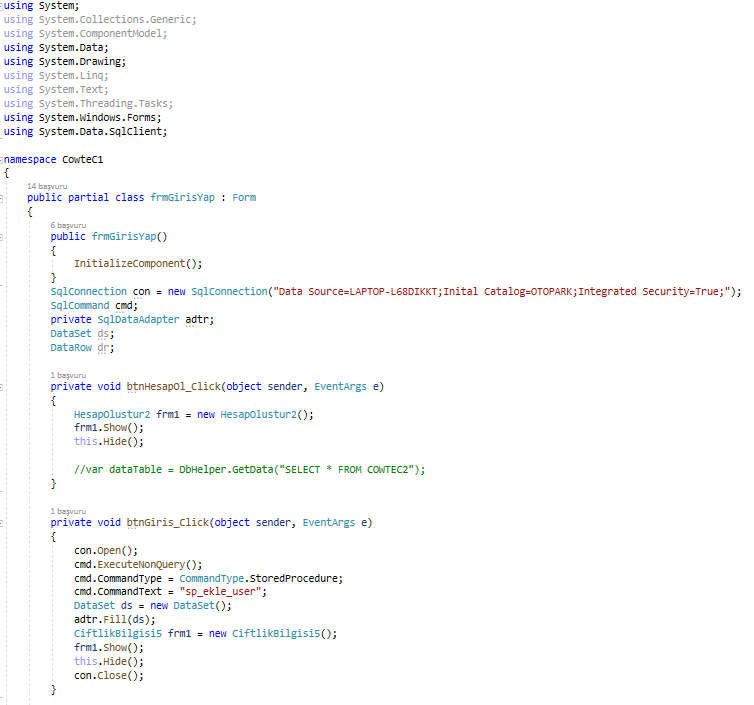 using System;
using System.Collections.Generic;
using System.ComponentModel;
using System.Data;
using System.Drawing;
using System.Linq;
using System.Text;
using System.Threading.Tasks;
using System.Windows.Forms;
using System.Data.SqlClient;
namespace CowteC1
{
14 başvuru
public partial class frmGirisYap : Form
{
6 başvuru
public frmGirisYap()
{
InitializeComponent();
}
SqlConnection con = new SqlConnection("Data Source=LAPTOP-L68DIKKT;Inital Catalog=OTOPARK;Integrated Security=True;");
SqlCommand cmd;
private SqlDataAdapter adtr;
DataSet ds;
DataRow dr;
1 başvuru
private void btnHesapOl_Click(object sender, EventArgs e)
{
HesapOlustur2 frm1 = new HesapOlustur2();
frm1.Show();
this.Hide();
//var dataTable = DbHelper.GetData("SELECT * FROM COWTEC2");
}
1 başvuru
private void btnGiris_Click(object sender, EventArgs e)
{
con.Open();
cmd.ExecuteNonQuery();
cmd.CommandType = CommandType.StoredProcedure;
cmd.CommandText = "sp_ekle_user";
DataSet ds = new DataSet();
adtr.Fill(ds);
CiftlikBilgisi5 frm1 = new CiftlikBilgisi5();
frm1.Show();
this.Hide();
con.Close();
}